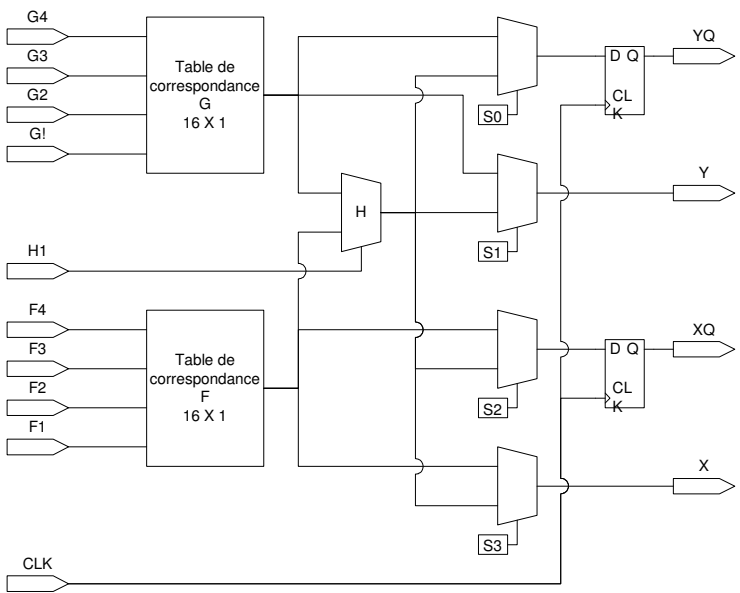 G4
G3
G2
G!
Table de
correspondance
G
16 X 1
S0
D Q
CL
K
YQ
H
S1
Y
H1
F4
F3
F2
F1
Table de
correspondance
F
16 X 1
S2
D Q
CL
K
XQ
S3
X
CLK